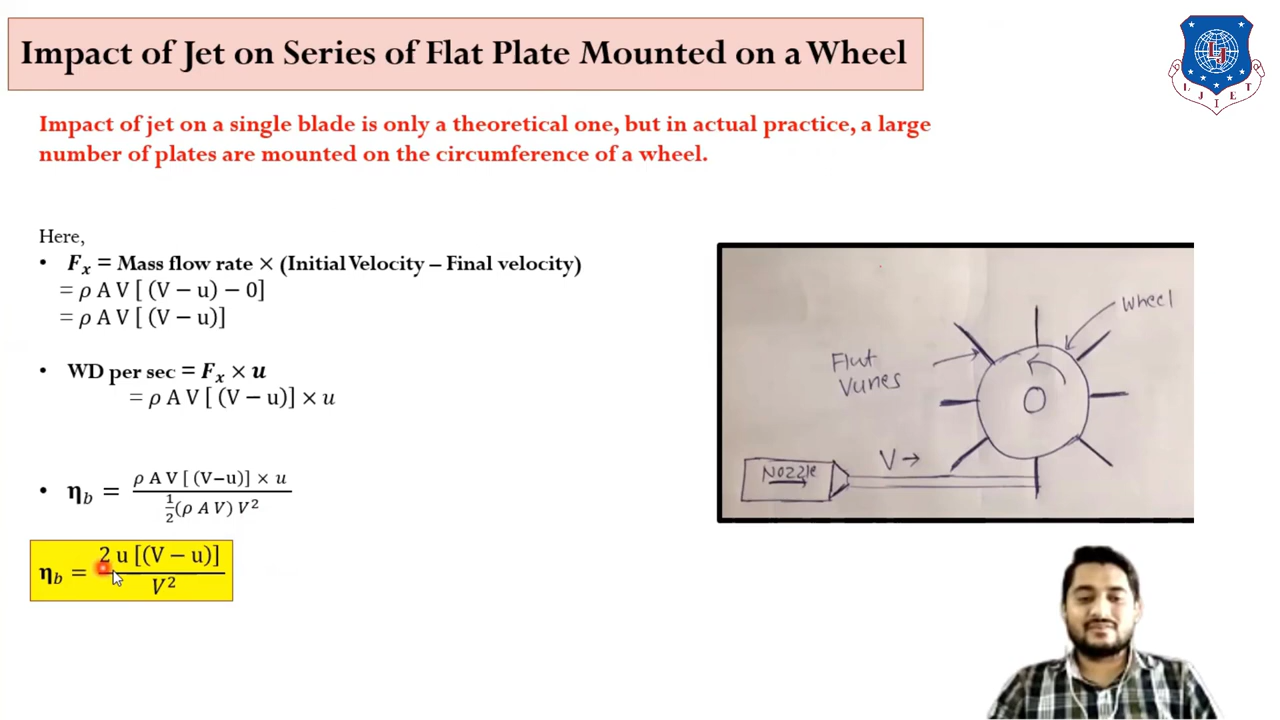 Impact of Jet on Series of Flat Plate Mounted on a Wheel
L J I E T
LJ
Impact of jet on a single blade is only a theoretical one, but in actual practice, a large
number of plates are mounted on the circumference of a wheel.
Here,
• Fₓ = Mass flow rate × (Initial Velocity – Final velocity)
= ρ A V [ (V − u) − 0]
= ρ A V [ (V − u)]
• WD per sec = Fₓ × u
= ρ A V [ (V − u)] × u
• η_b = (ρ A V [ (V−u)] × u) / (½(ρ A V) V²)
η_b = (2 u [(V − u)]) / V²
Wheel
Flat
Vanes
V →
Nozzle